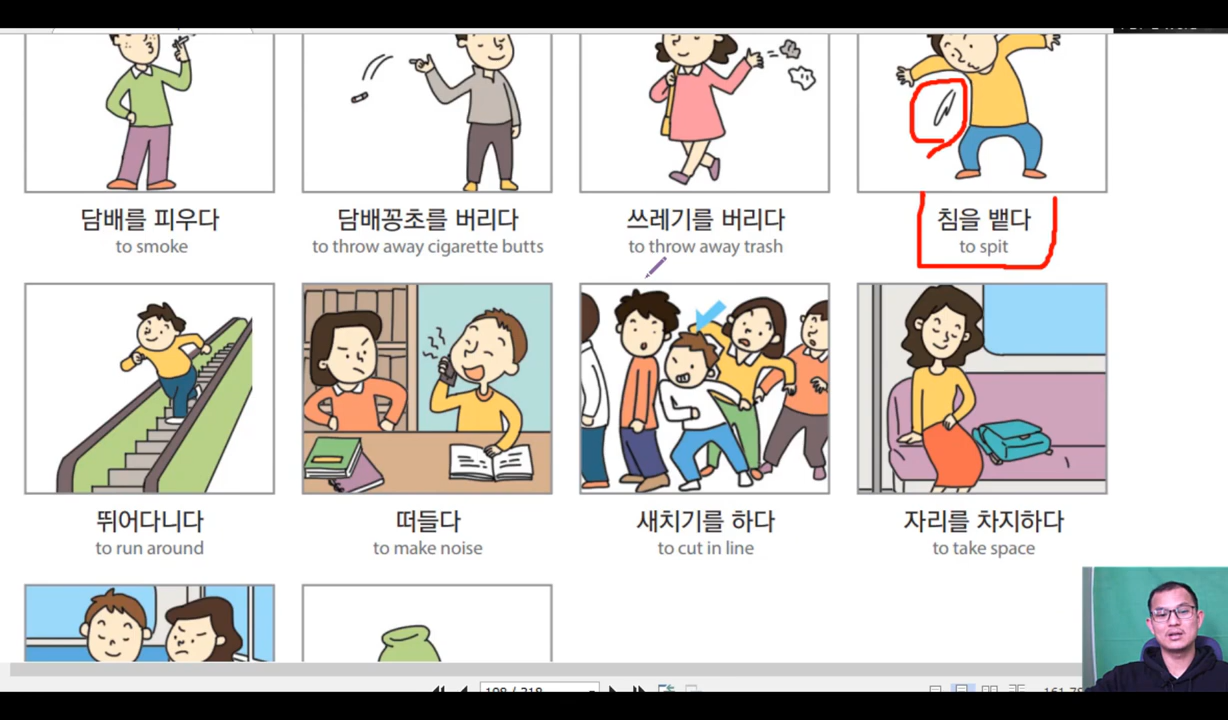 담배를 피우다
to smoke
담배꽁초를 버리다
to throw away cigarette butts
쓰레기를 버리다
to throw away trash
침을 뱉다
to spit
뛰어다니다
to run around
떠들다
to make noise
새치기를 하다
to cut in line
자리를 차지하다
to take space